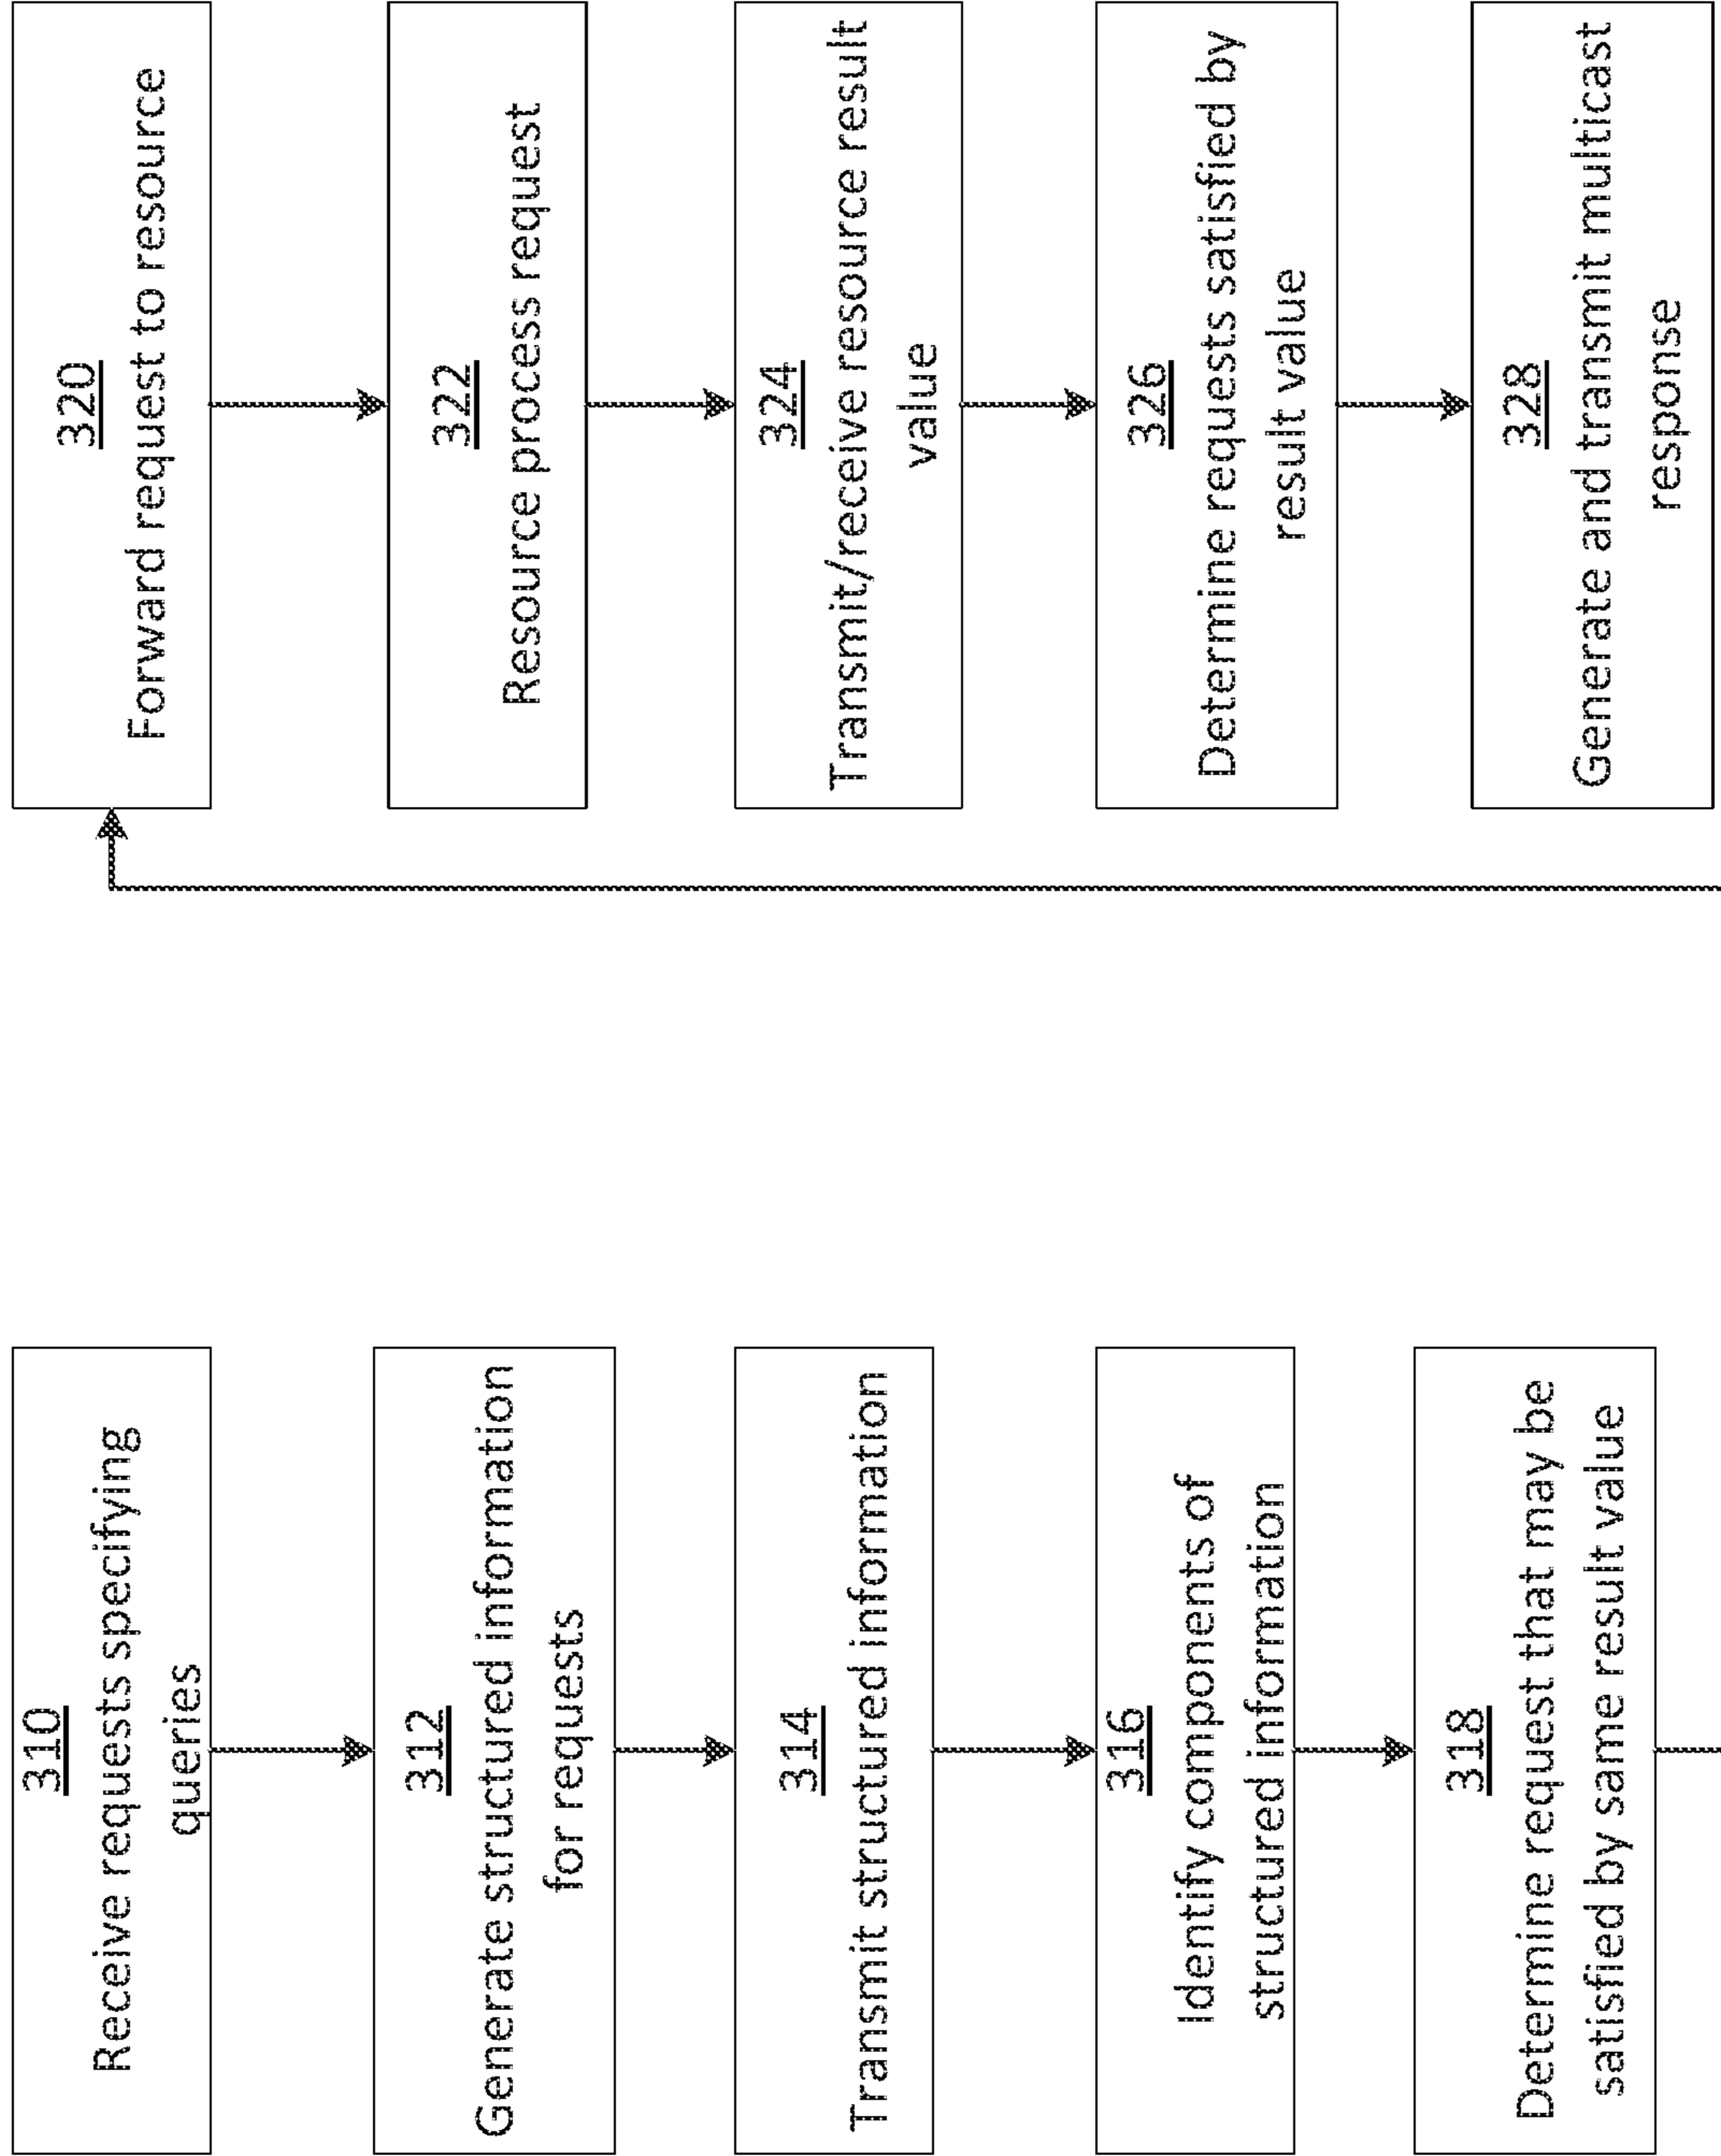 310
Receive requests specifying
queries
312
Generate structured information
for requests
314
Transmit structured information
316
Identify components of
structured information
318
Determine request that may be
satisfied by same result value
320
Forward request to resource
322
Resource process request
324
Transmit/receive resource result
value
326
Determine requests satisfied by
result value
328
Generate and transmit multicast
response